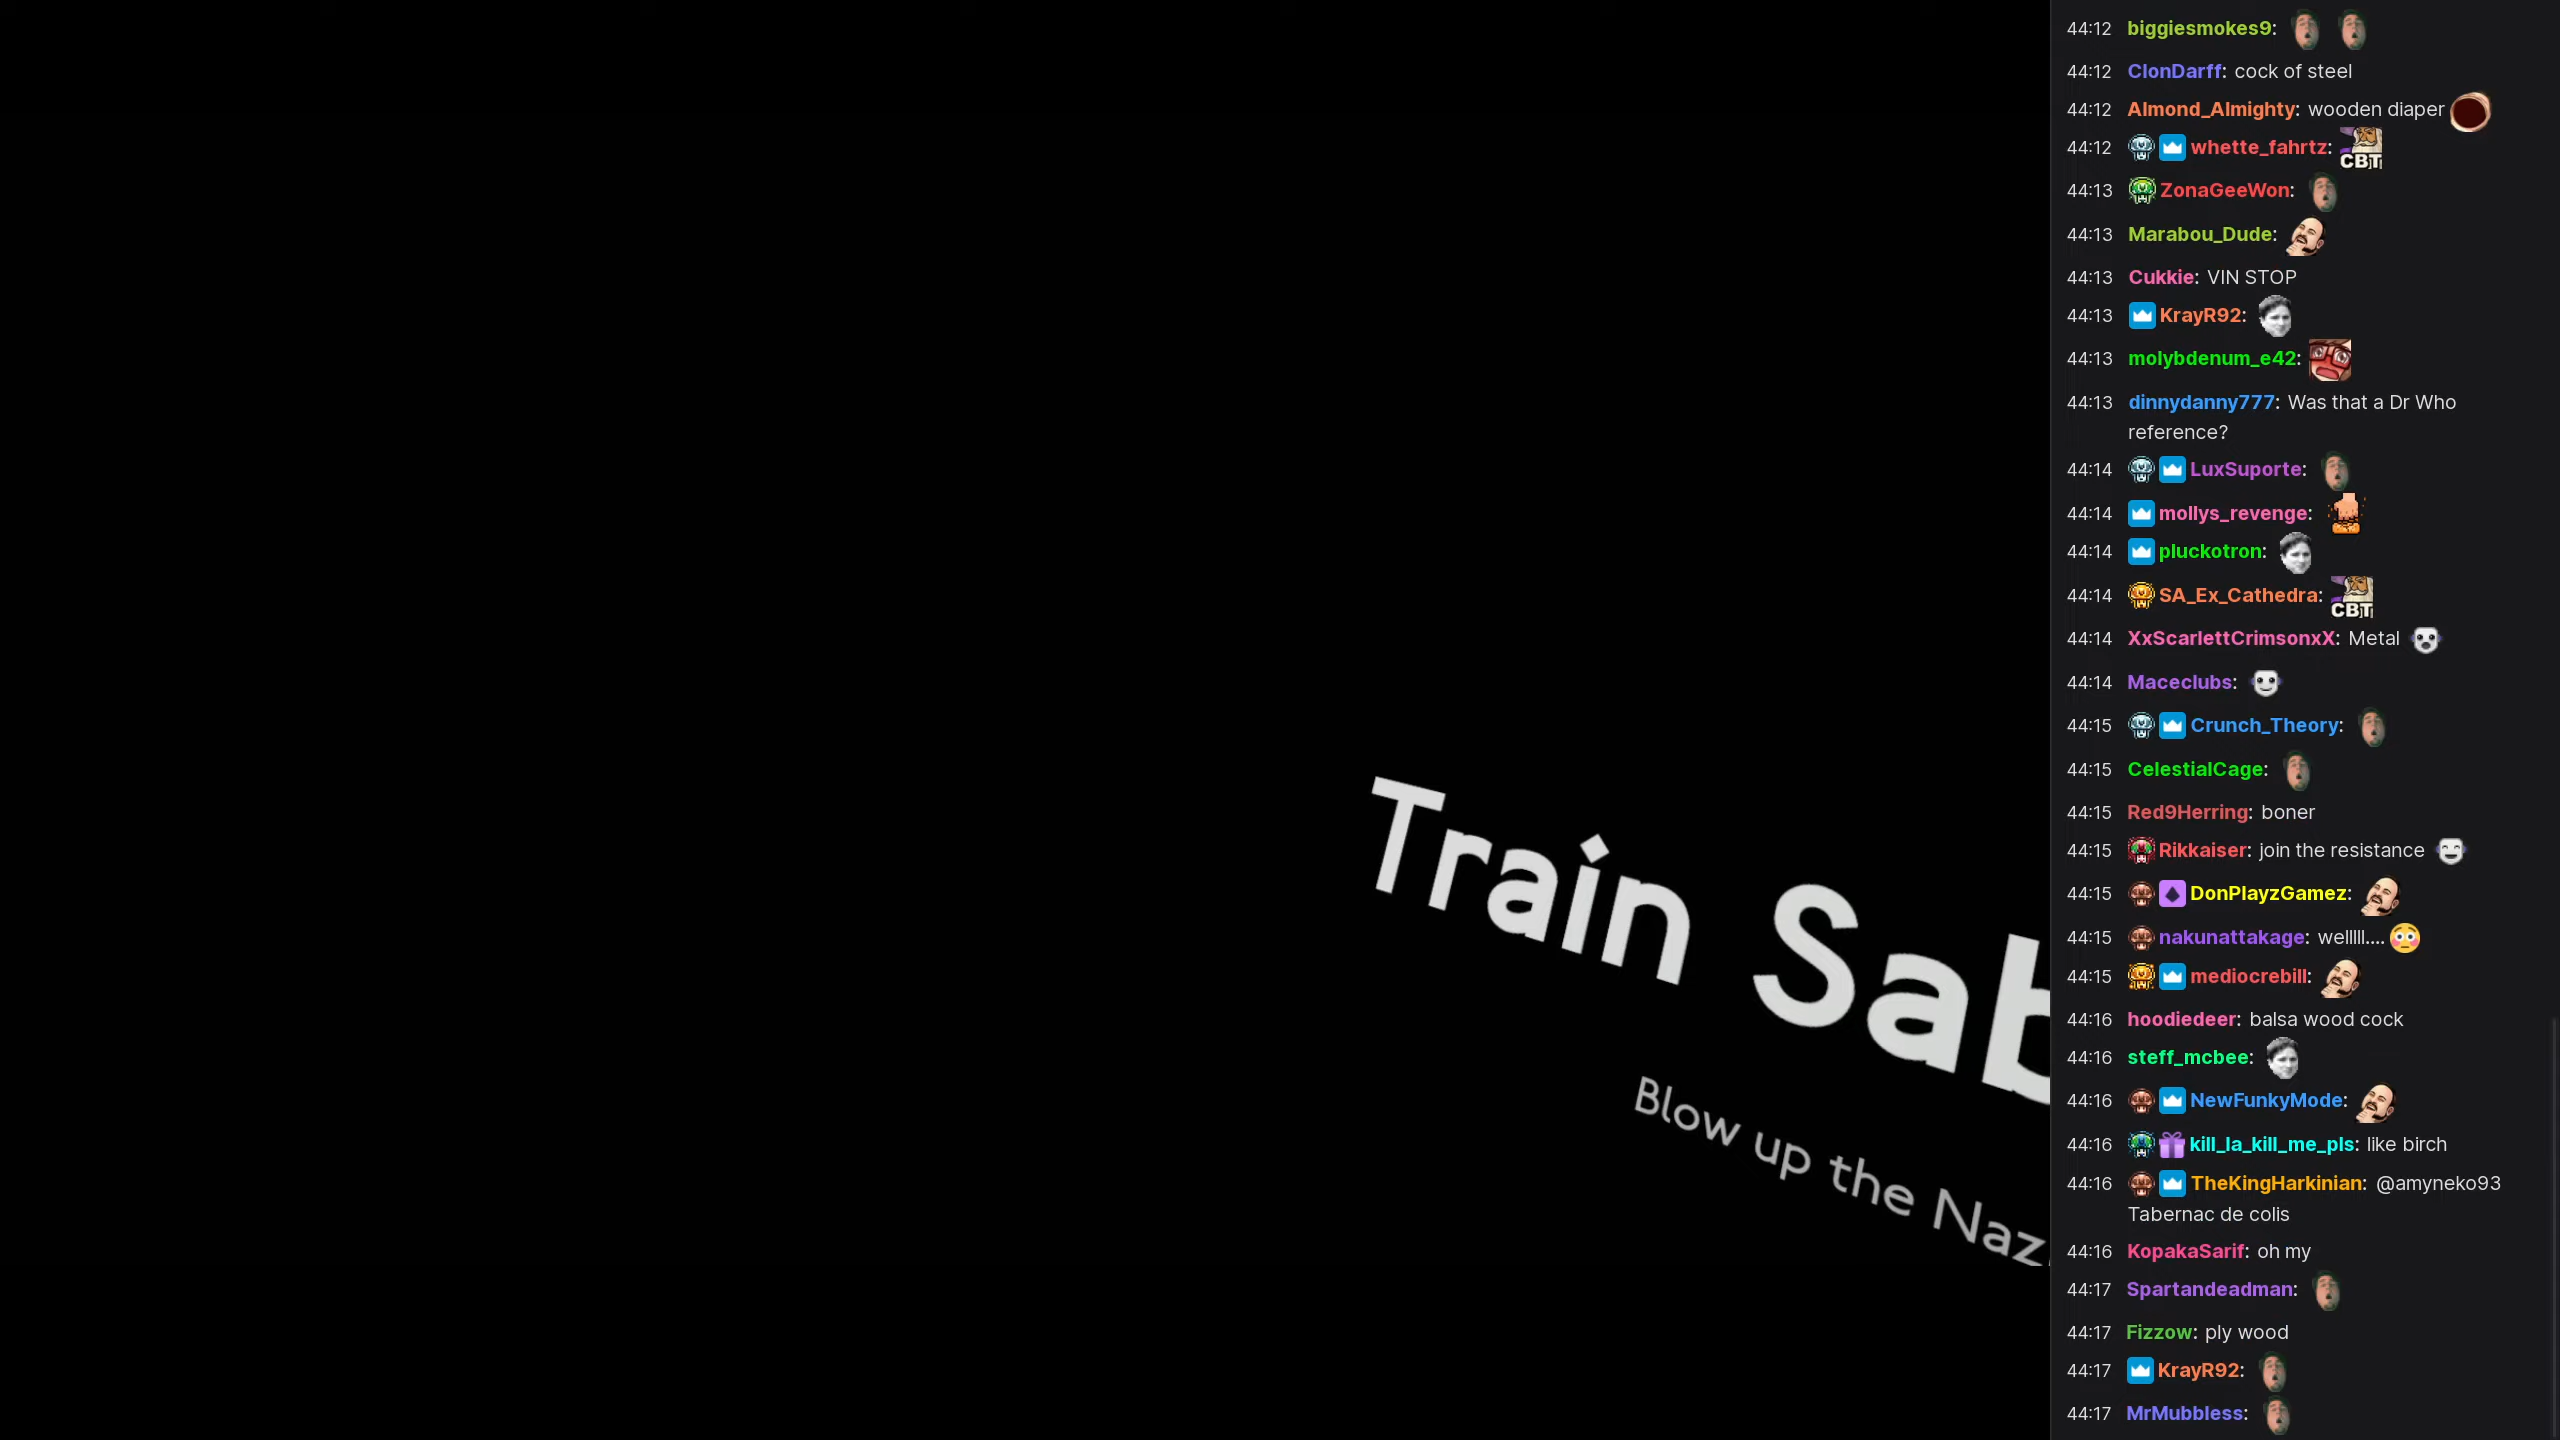 Train Sab
Blow up the Naz
44:12 biggiesmokes9:
44:12 ClonDarff: cock of steel
44:12 Almond_Almighty: wooden diaper
44:12 whette_fahrtz:
CBT
44:13 ZonaGeeWon:
44:13 Marabou_Dude:
44:13 Cukkie: VIN STOP
44:13 KrayR92:
44:13 molybdenum_e42:
44:13 dinnydanny777: Was that a Dr Who
reference?
44:14 LuxSuporte:
44:14 mollys_revenge:
44:14 pluckotron:
44:14 SA_Ex_Cathedra:
CBT
44:14 XxScarlettCrimsonxX: Metal
44:14 Maceclubs:
44:15 Crunch_Theory:
44:15 CelestialCage:
44:15 Red9Herring: boner
44:15 Rikkaiser: join the resistance
44:15 DonPlayzGamez:
44:15 nakunattakage: welllll....
44:15 mediocrebill:
44:16 hoodiedeer: balsa wood cock
44:16 steff_mcbee:
44:16 NewFunkyMode:
44:16 kill_la_kill_me_pls: like birch
44:16 TheKingHarkinian: @amyneko93
Tabernac de colis
44:16 KopakaSarif: oh my
44:17 Spartandeadman:
44:17 Fizzow: ply wood
44:17 KrayR92:
44:17 MrMubbless: